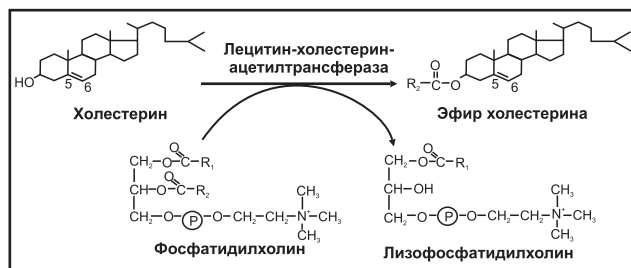 Лецитин-холестерин-
ацетилтрансфераза
HO
5 6
Холестерин
O
R₂ C O
5 6
Эфир холестерина
O
CH₂—O—C—R₁
O
CH—O—C—R₂
CH₂—O—P—O—CH₂—CH₂—N⁺—CH₃
CH₃
CH₃
Фосфатидилхолин
O
CH₂—O—C—R₁
CH—OH
CH₂—O—P—O—CH₂—CH₂—N⁺—CH₃
CH₃
CH₃
Лизофосфатидилхолин